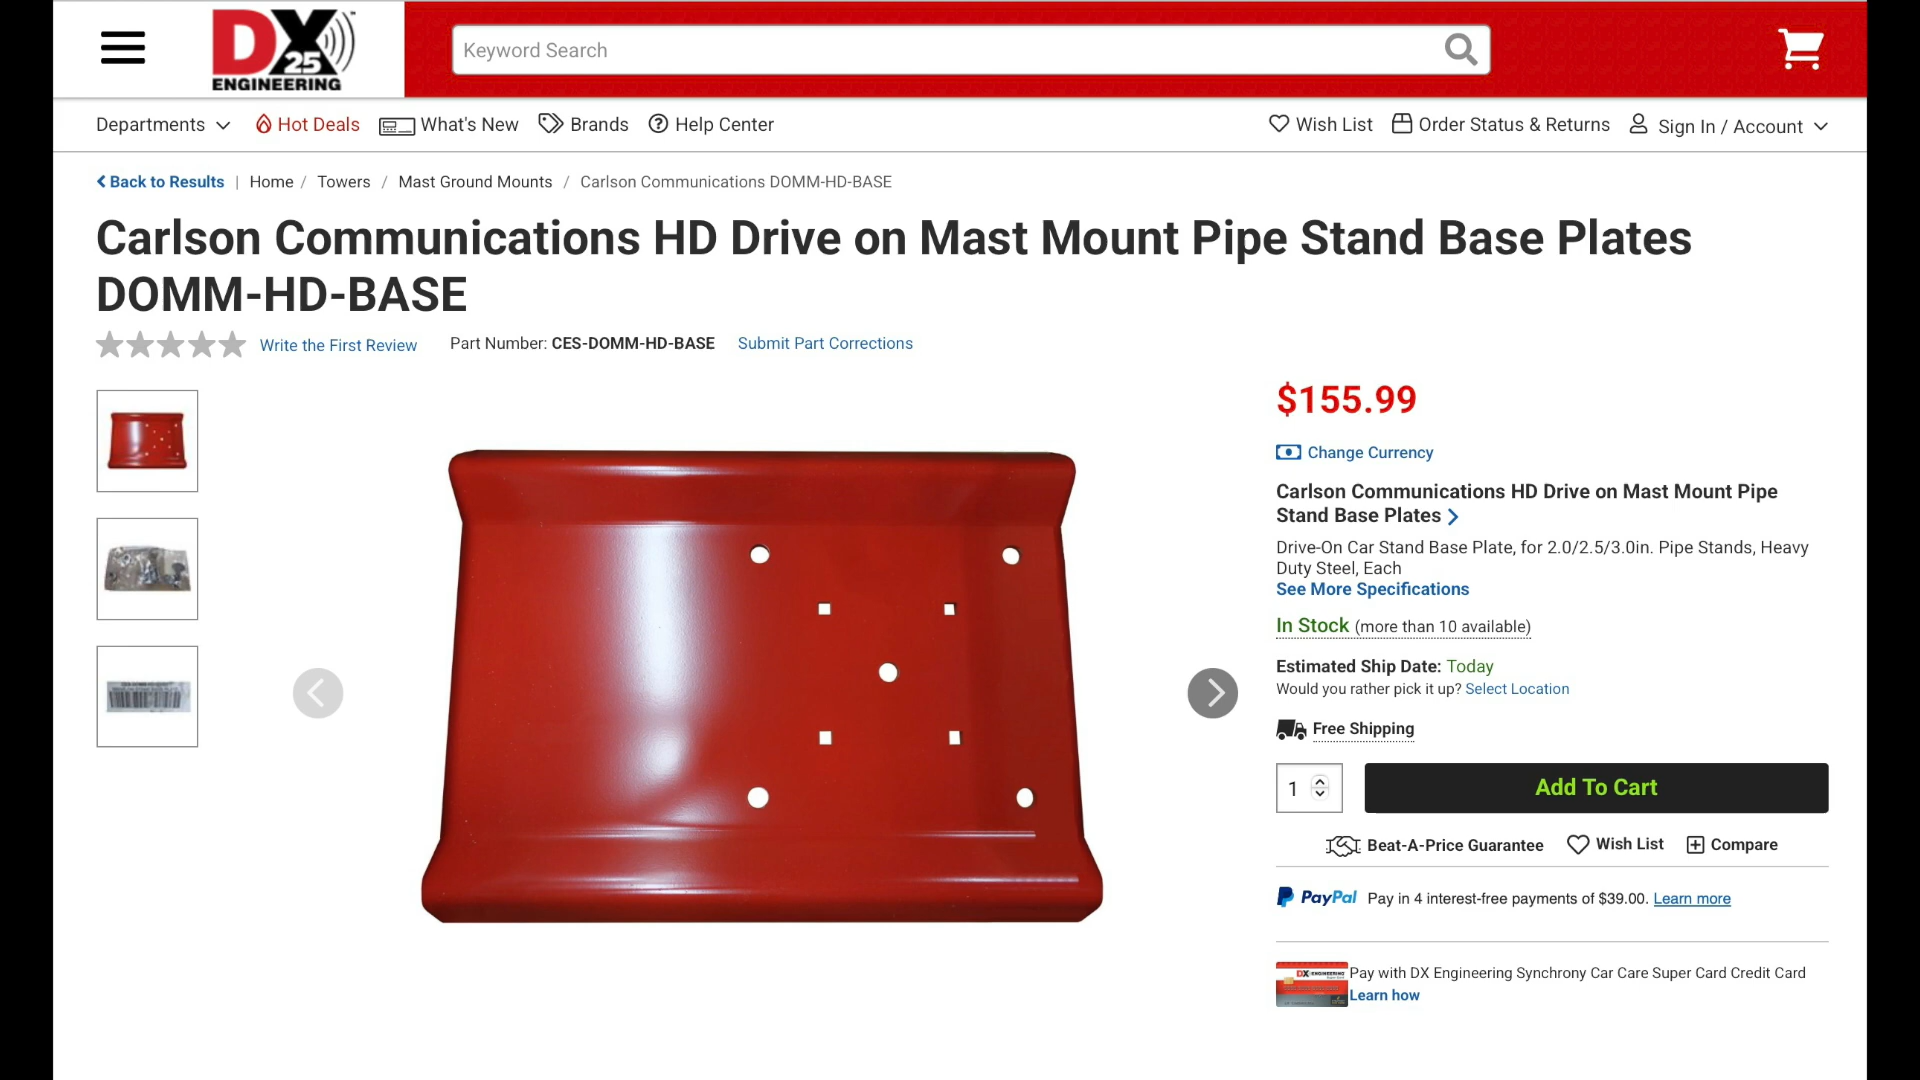 DX
25
ENGINEERING
Keyword Search
Departments
Hot Deals
What's New
Brands
Help Center
Wish List
Order Status & Returns
Sign In / Account
Back to Results | Home / Towers / Mast Ground Mounts / Carlson Communications DOMM-HD-BASE
Carlson Communications HD Drive on Mast Mount Pipe Stand Base Plates
DOMM-HD-BASE
Write the First Review
Part Number: CES-DOMM-HD-BASE
Submit Part Corrections
$155.99
Change Currency
Carlson Communications HD Drive on Mast Mount Pipe
Stand Base Plates
Drive-On Car Stand Base Plate, for 2.0/2.5/3.0in. Pipe Stands, Heavy
Duty Steel, Each
See More Specifications
In Stock (more than 10 available)
Estimated Ship Date: Today
Would you rather pick it up? Select Location
Free Shipping
1
Add To Cart
Beat-A-Price Guarantee
Wish List
Compare
PayPal Pay in 4 interest-free payments of $39.00. Learn more
DX ENGINEERING
Pay with DX Engineering Synchrony Car Care Super Card Credit Card
Learn how